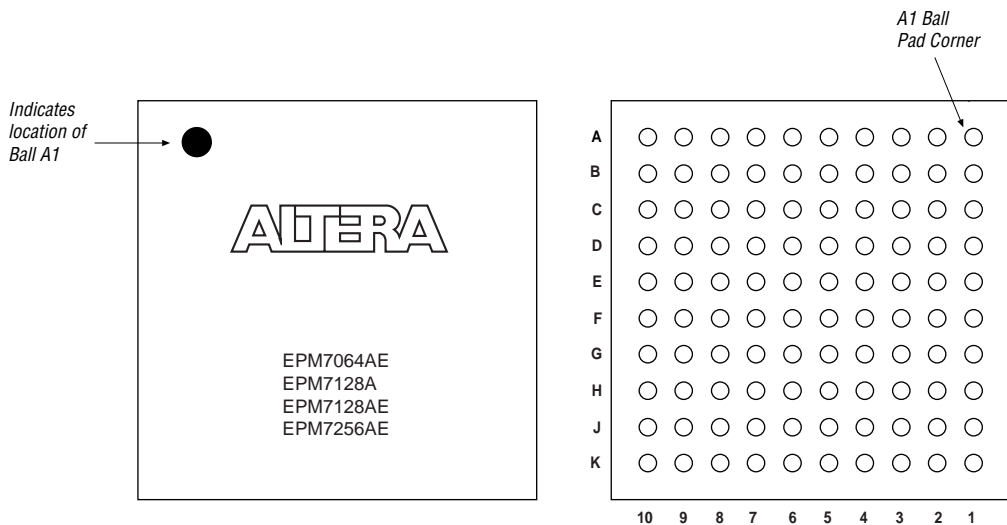 A1 Ball
Pad Corner
Indicates
location of
Ball A1
ALTERA
EPM7064AE
EPM7128A
EPM7128AE
EPM7256AE
A
B
C
D
E
F
G
H
J
K
10 9 8 7 6 5 4 3 2 1